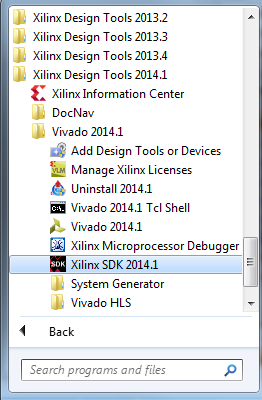 Xilinx Design Tools 2013.2
Xilinx Design Tools 2013.3
Xilinx Design Tools 2013.4
Xilinx Design Tools 2014.1
Xilinx Information Center
DocNav
Vivado 2014.1
Add Design Tools or Devices
VLM Manage Xilinx Licenses
Uninstall 2014.1
C:\. Vivado 2014.1 Tcl Shell
Vivado 2014.1
Xilinx Microprocessor Debugger
SDK Xilinx SDK 2014.1
System Generator
Vivado HLS
Back
Search programs and files